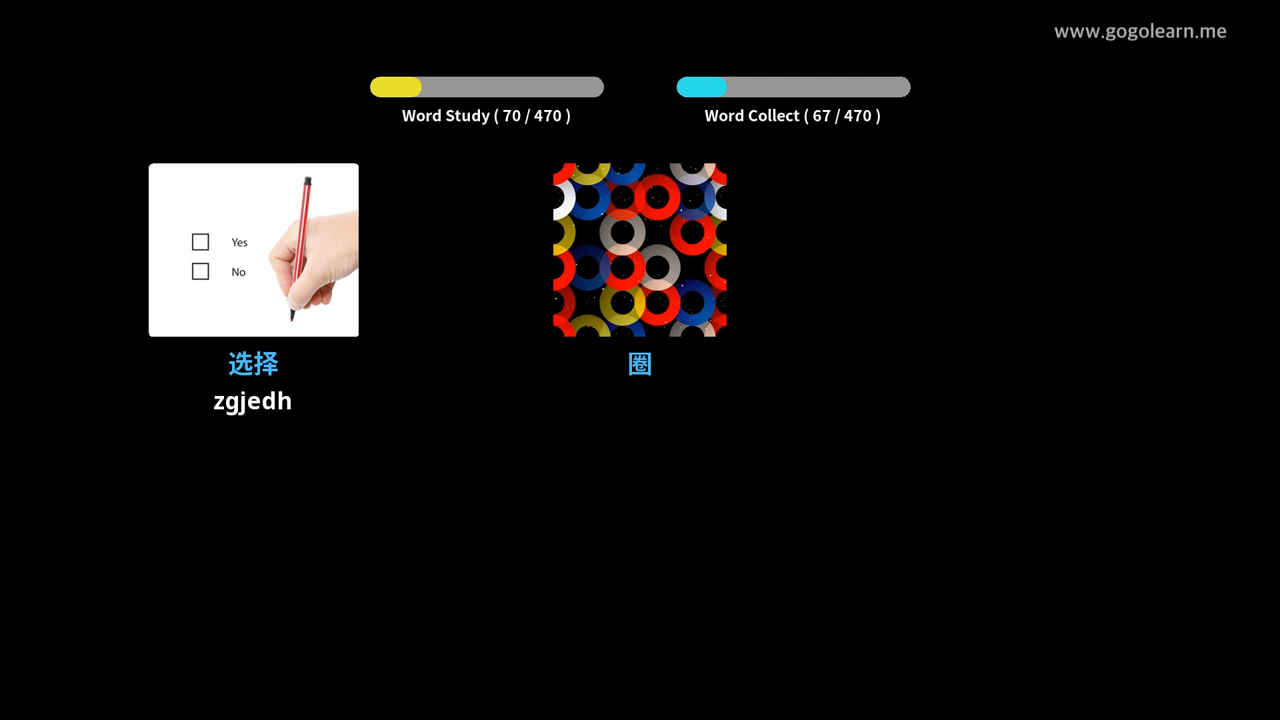 www.gogolearn.me
Word Study ( 70 / 470 )
Word Collect ( 67 / 470 )
Yes
No
选择
圈
zgjedh